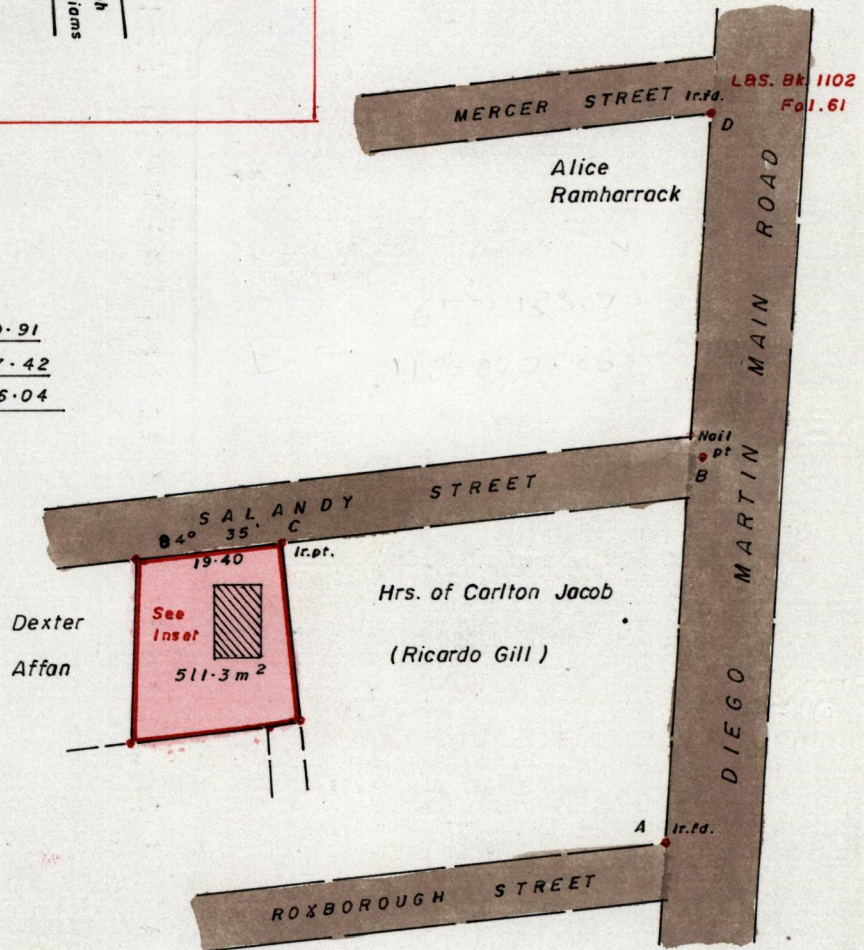 MERCER STREET Ir.fd.
L&S. Bk. 1102
Fol. 61
D
Alice
Ramharrack
DIEGO MARTIN MAIN ROAD
7.42
6.04
Nail
pt
B
SALANDY STREET
84° 35' C
19.40
Ir.pt.
Hrs. of Carlton Jacob
(Ricardo Gill)
Dexter
Affan
See
Inset
511.3 m²
A Ir.fd.
ROXBOROUGH STREET